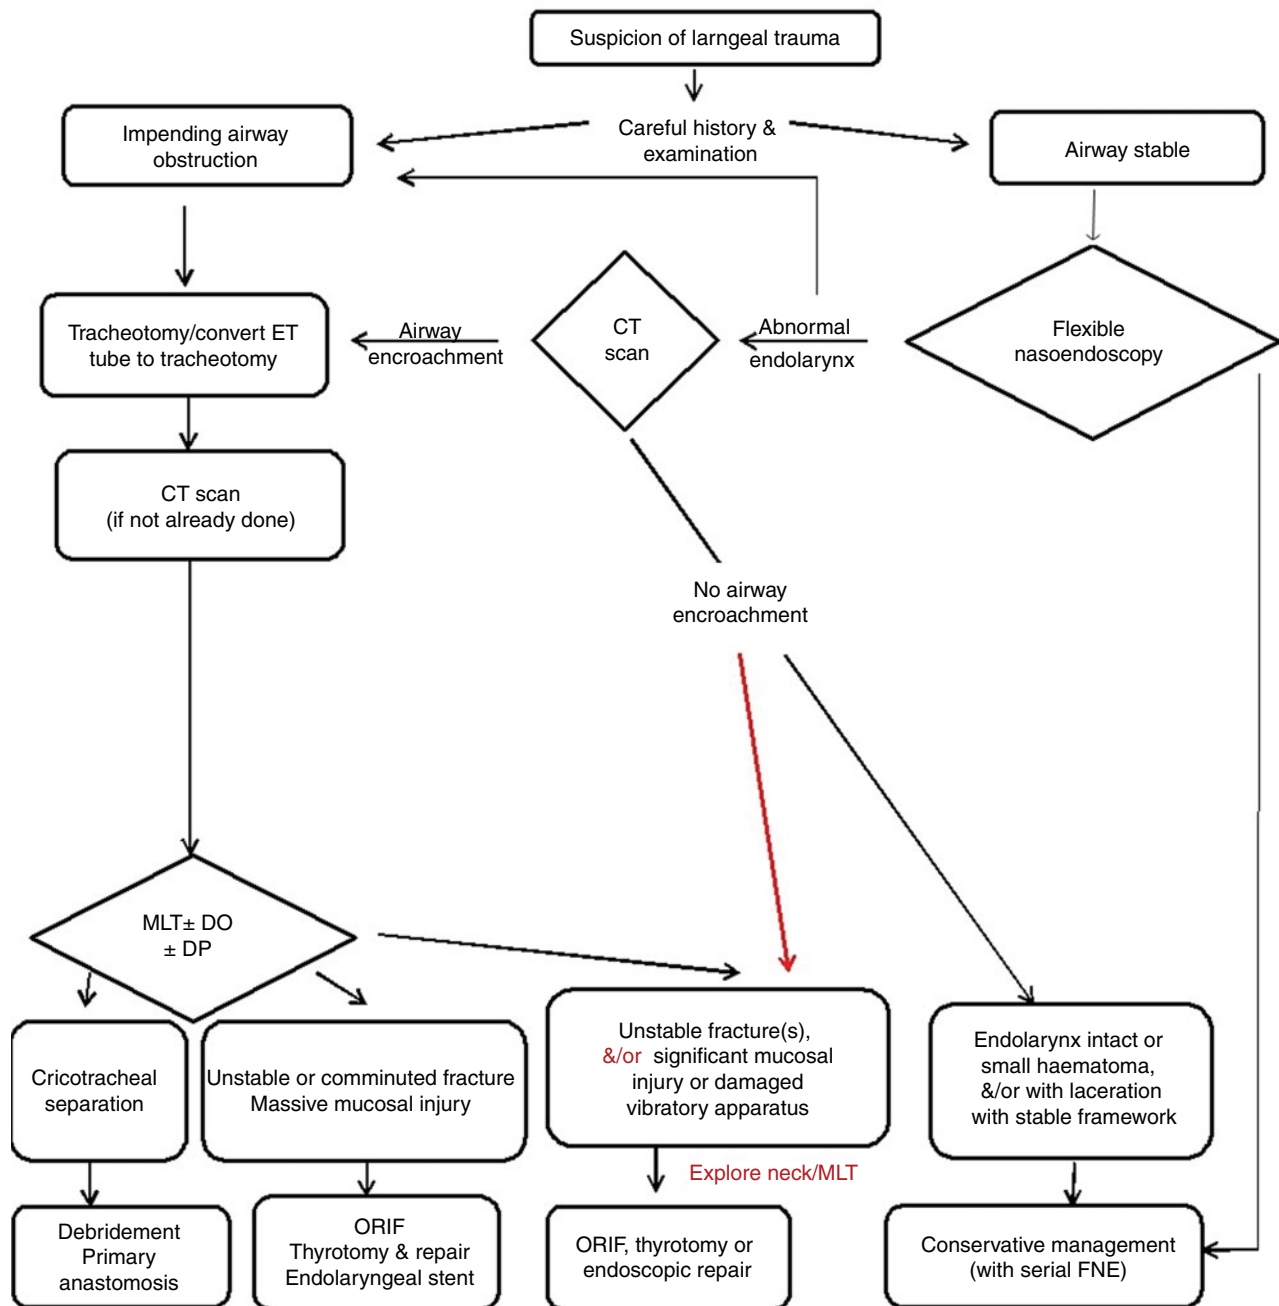 Suspicion of larngeal trauma
Careful history &
examination
Impending airway
obstruction
Airway stable
Tracheotomy/convert ET
tube to tracheotomy
Airway
encroachment
CT
scan
Abnormal
endolarynx
Flexible
nasoendoscopy
CT scan
(if not already done)
No airway
encroachment
MLT± DO
± DP
Cricotracheal
separation
Unstable or comminuted fracture
Massive mucosal injury
Unstable fracture(s),
&/or significant mucosal
injury or damaged
vibratory apparatus
Endolarynx intact or
small haematoma,
&/or with laceration
with stable framework
Explore neck/MLT
Debridement
Primary
anastomosis
ORIF
Thyrotomy & repair
Endolaryngeal stent
ORIF, thyrotomy or
endoscopic repair
Conservative management
(with serial FNE)